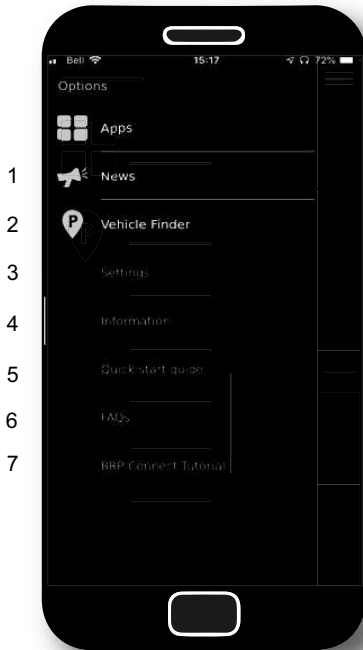 Bell 15:17 72%
Options
Apps
1 News
2 P Vehicle Finder
3 Settings
4 Information
5 Quick start guide
6 FAQs
7 BRP Connect Tutorial